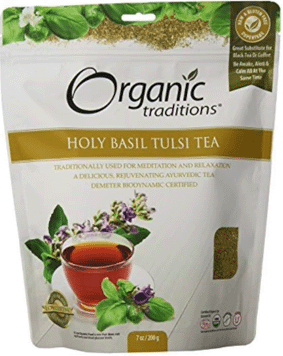 Great Substitute for
Black Tea Or Coffee
Be Awake, Alert &
Calm All At The
Same Time!
Organic
traditions
HOLY BASIL TULSI TEA
TRADITIONALLY USED FOR MEDITATION AND RELAXATION
A DELICIOUS, REJUVENATING AYURVEDIC TEA
DEMETER BIODYNAMIC CERTIFIED
7 oz / 200 g